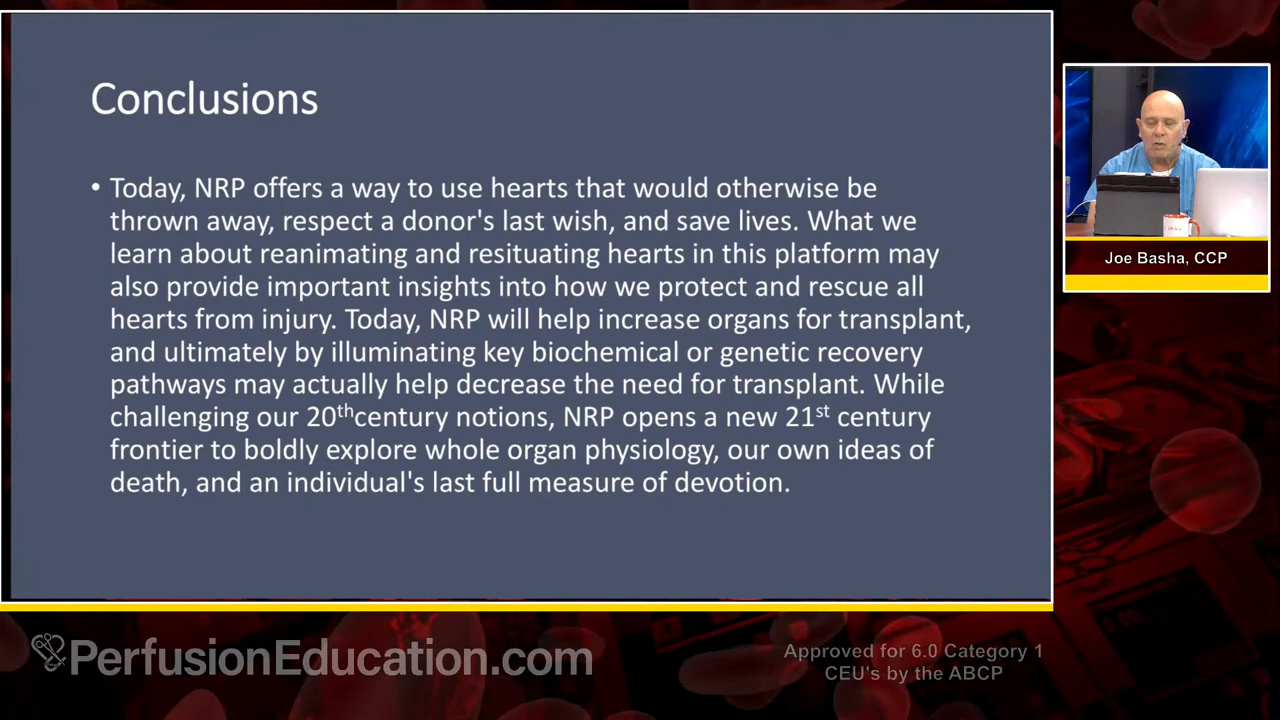 Conclusions
• Today, NRP offers a way to use hearts that would otherwise be
thrown away, respect a donor's last wish, and save lives. What we
learn about reanimating and resituating hearts in this platform may
also provide important insights into how we protect and rescue all
hearts from injury. Today, NRP will help increase organs for transplant,
and ultimately by illuminating key biochemical or genetic recovery
pathways may actually help decrease the need for transplant. While
challenging our 20thcentury notions, NRP opens a new 21st century
frontier to boldly explore whole organ physiology, our own ideas of
death, and an individual's last full measure of devotion.
Joe Basha, CCP
PerfusionEducation.com
Approved for 6.0 Category 1
CEU's by the ABCP